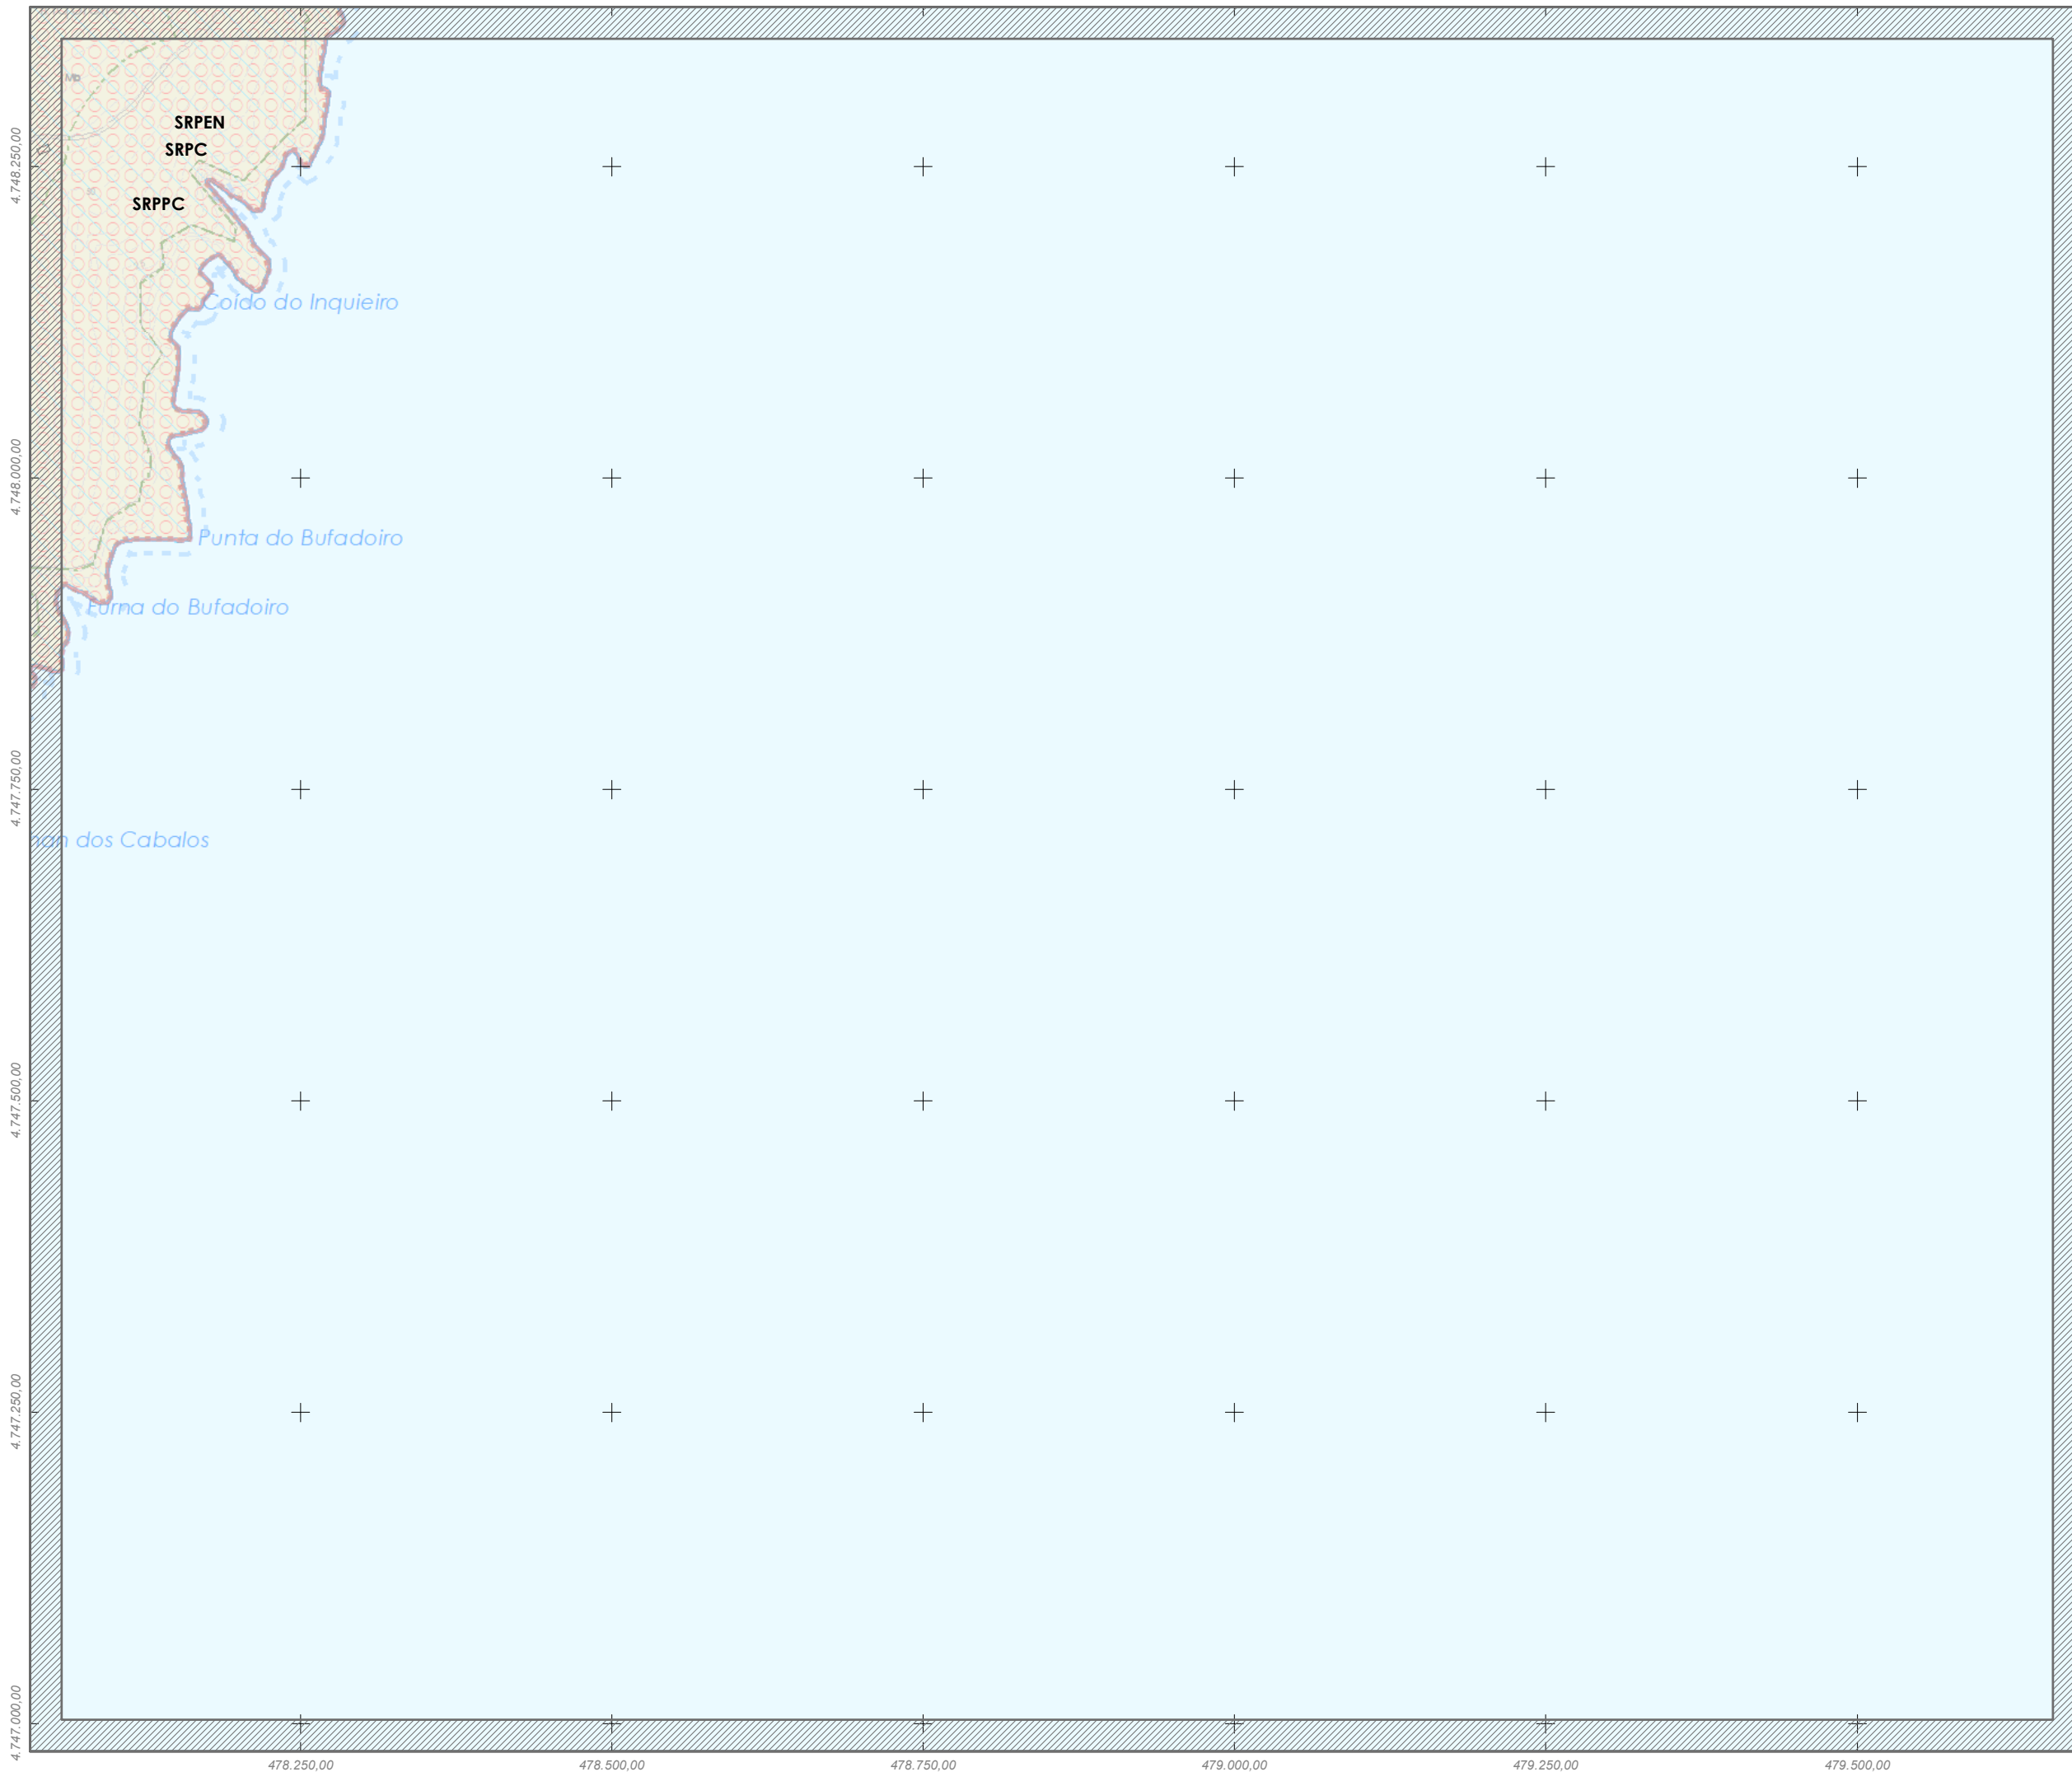 SRPEN
4.748.250,00
SRPC
SRPPC
Coído do Inquieiro
4.748.000,00
Punta do Bufadoiro
Furna do Bufadoiro
4.747.750,00
dos Cabalos
4.747.500,00
4.747.250,00
4.747.000,00
478.250,00 478.500,00 478.750,00 479.000,00 479.250,00 479.500,00